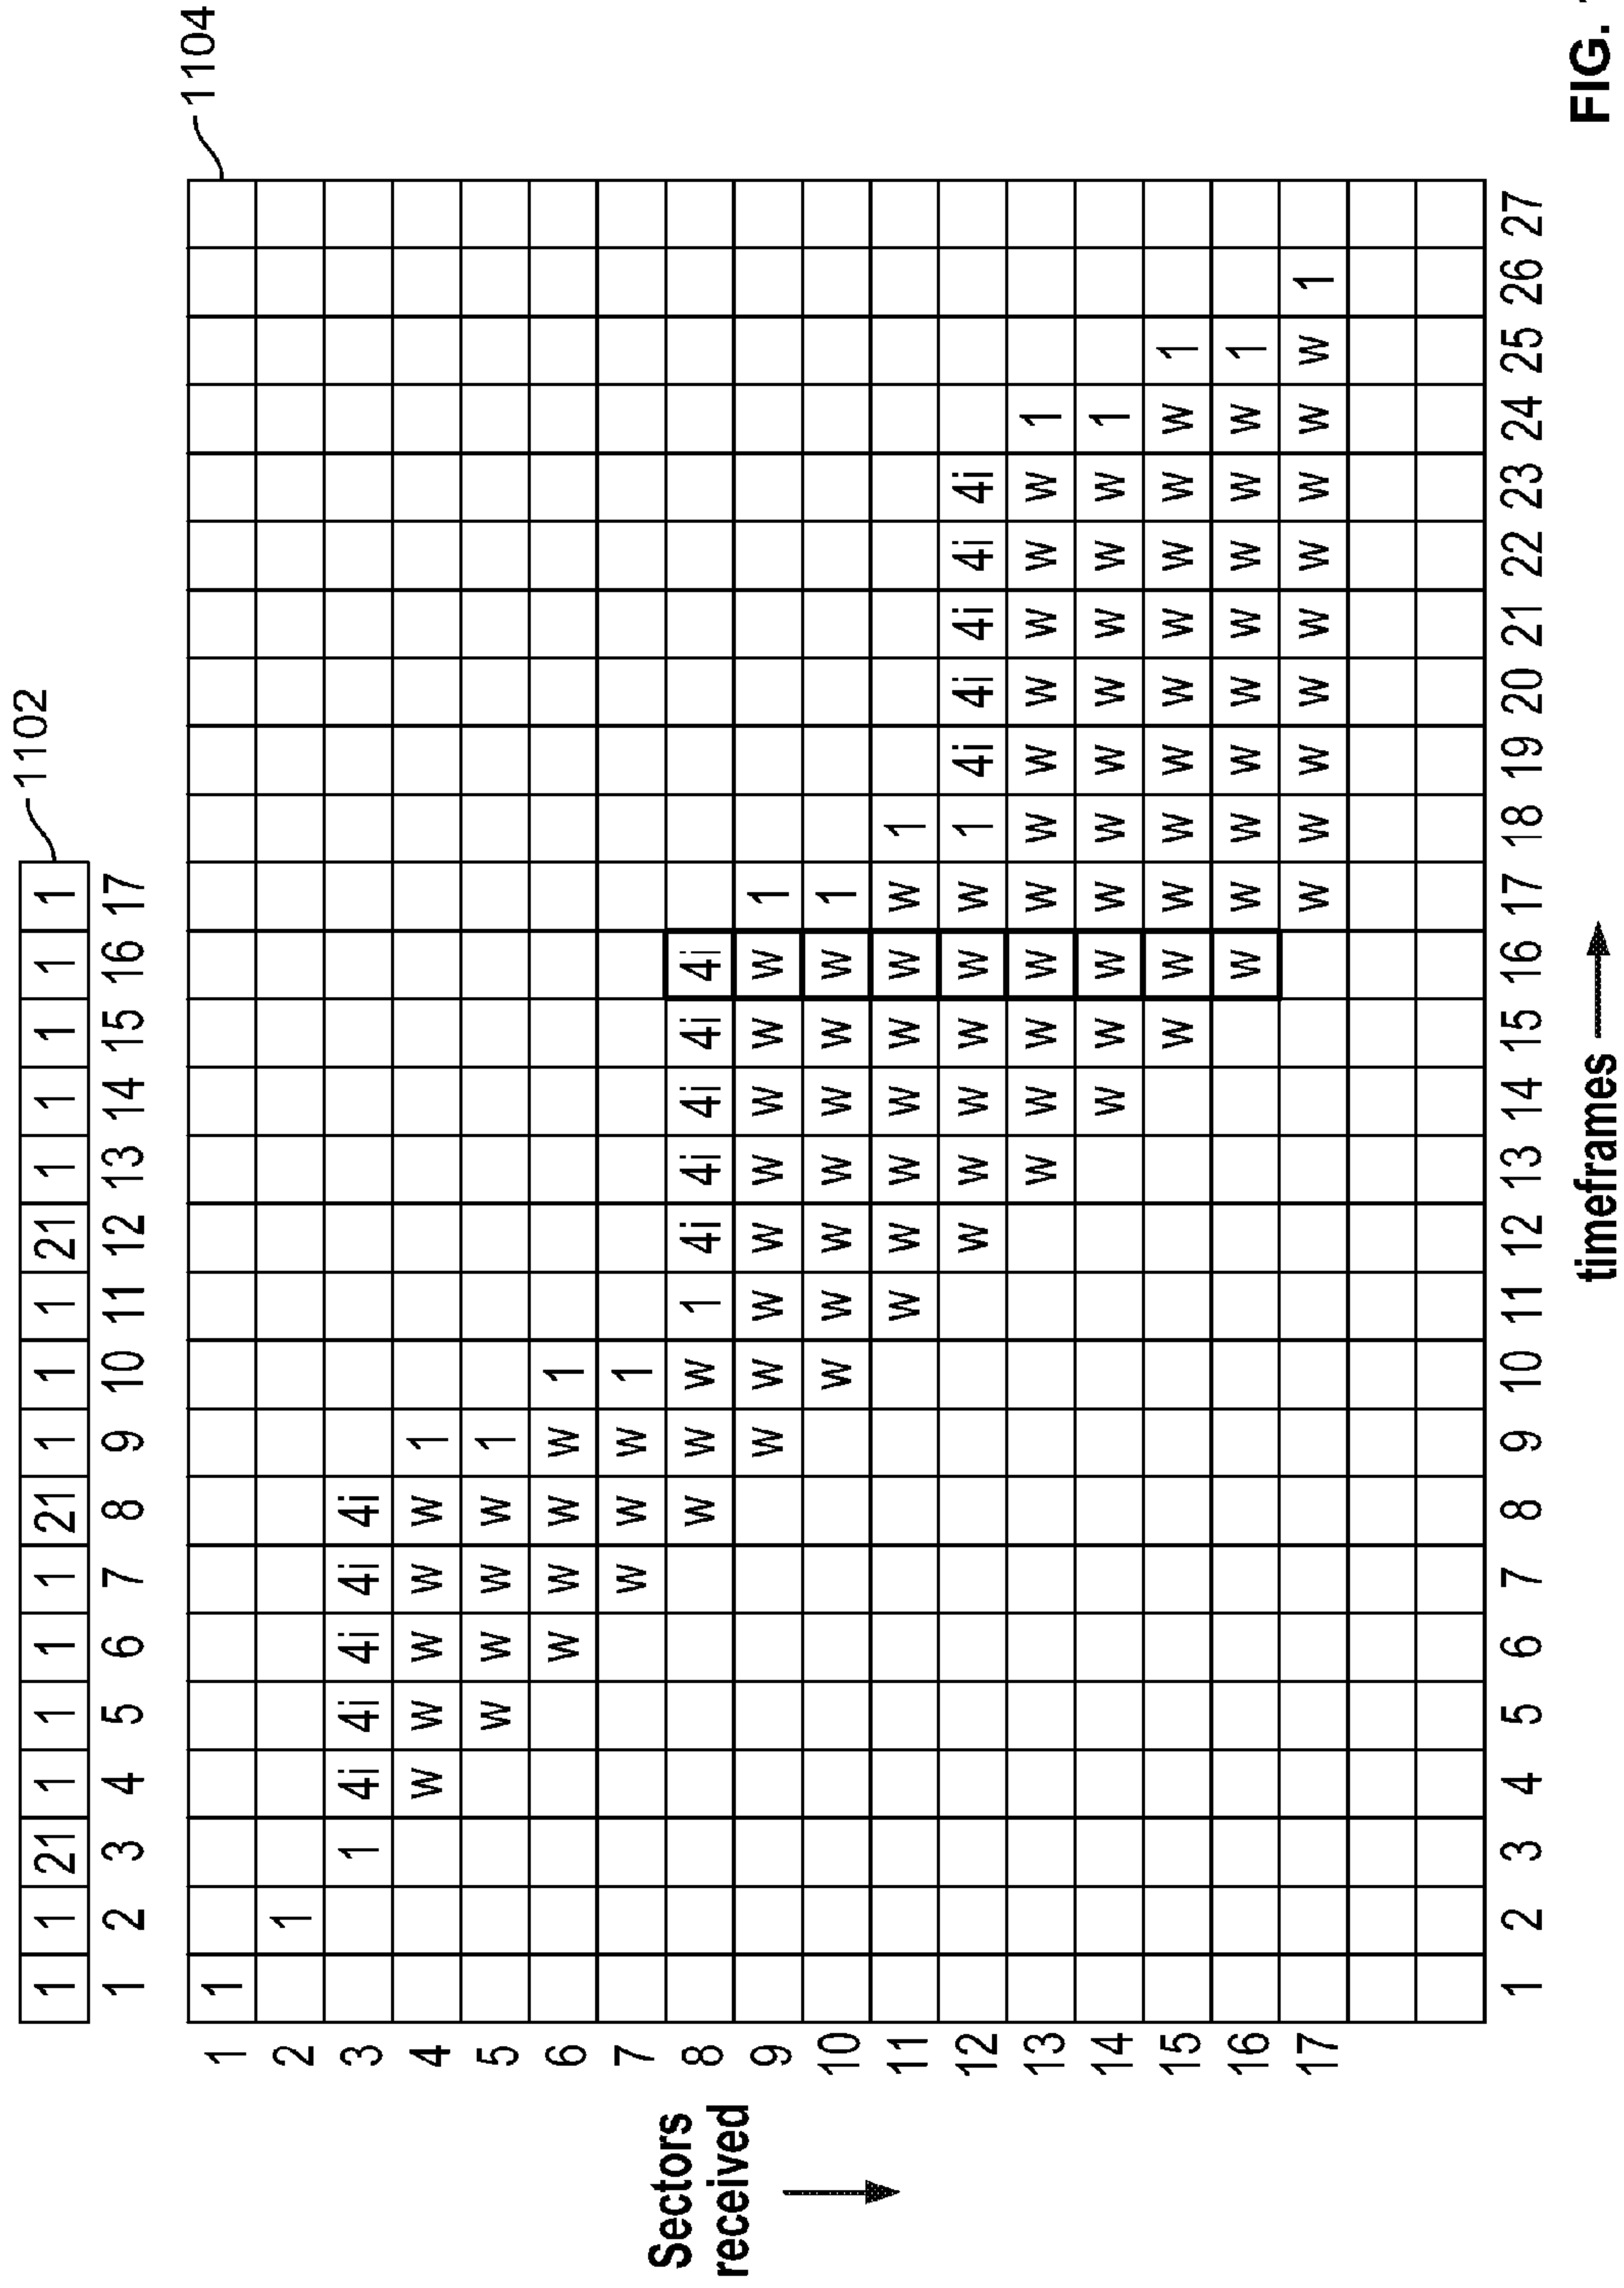 1102
1 1 21 1 1 1 1 21 1 1 1 21 1 1 1 1 1
1 2 3 4 5 6 7 8 9 10 11 12 13 14 15 16 17
1104
Sectors
received
1 1
2 1
3 1 4i 4i 4i 4i 4i
4 w w w w w 1
5 w w w w 1
6 w w w w 1
7 w w w 1
8 w w w 1 4i 4i 4i 4i 4i
9 w w w w w w w w 1
10 w w w w w w w 1
11 w w w w w w w 1
12 w w w w w w 1 4i 4i 4i 4i 4i
13 w w w w w w w w w w w 1
14 w w w w w w w w w w 1
15 w w w w w w w w w w 1
16 w w w w w w w w w 1
17 w w w w w w w w w 1
1 2 3 4 5 6 7 8 9 10 11 12 13 14 15 16 17 18 19 20 21 22 23 24 25 26 27
timeframes
FIG.